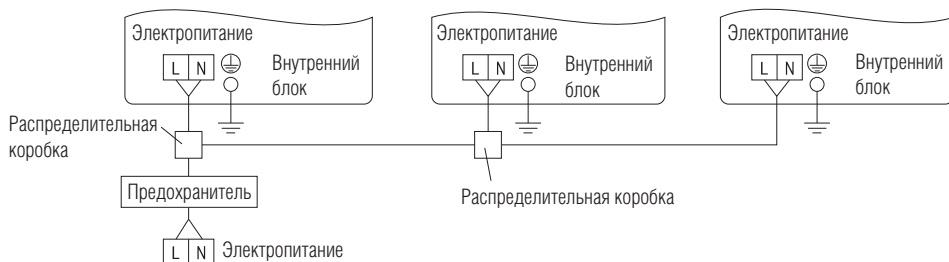 Электропитание
L N
Внутренний
блок
Электропитание
L N
Внутренний
блок
Электропитание
L N
Внутренний
блок
Распределительная
коробка
Предохранитель
Распределительная коробка
L N
Электропитание